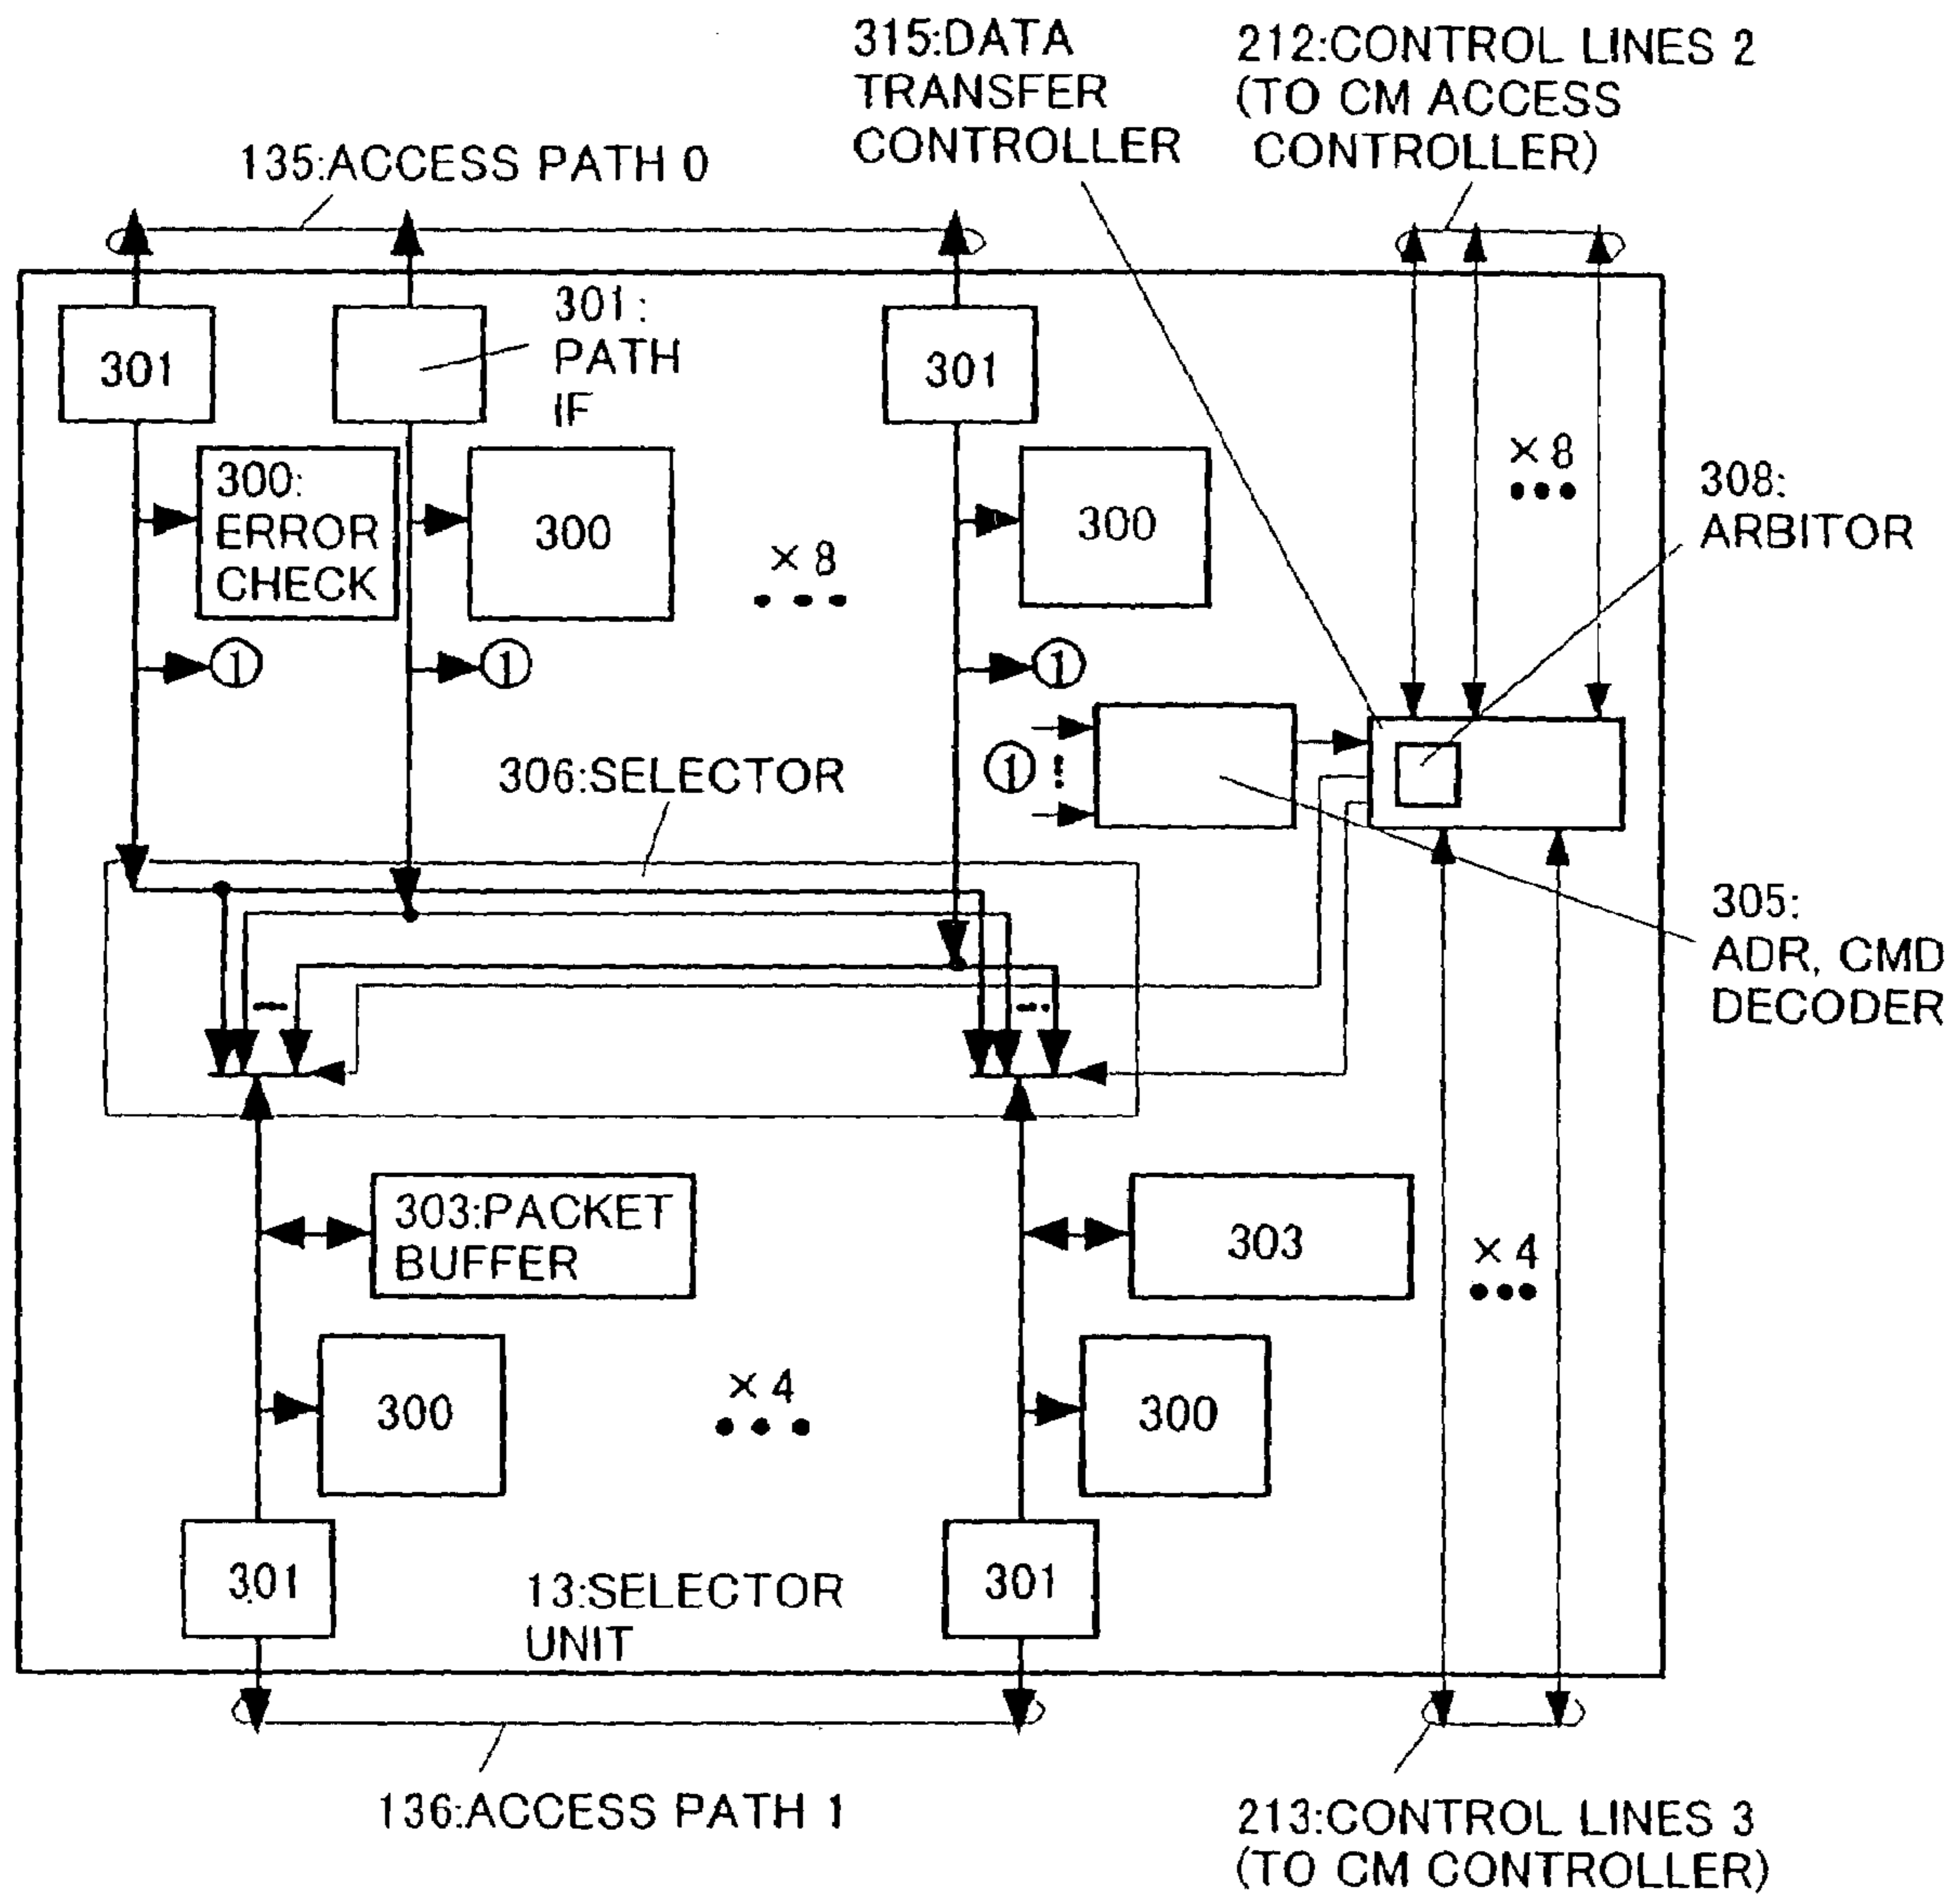 315:DATA
TRANSFER
CONTROLLER
212:CONTROL LINES 2
(TO CM ACCESS
CONTROLLER)
135:ACCESS PATH 0
301
301:
PATH
IF
301
300:
ERROR
CHECK
300
×8
300
×8
308:
ARBITOR
1
1
1
306:SELECTOR
1
305:
ADR, CMD
DECODER
303:PACKET
BUFFER
303
×4
300
×4
300
301
13:SELECTOR
UNIT
301
136:ACCESS PATH 1
213:CONTROL LINES 3
(TO CM CONTROLLER)